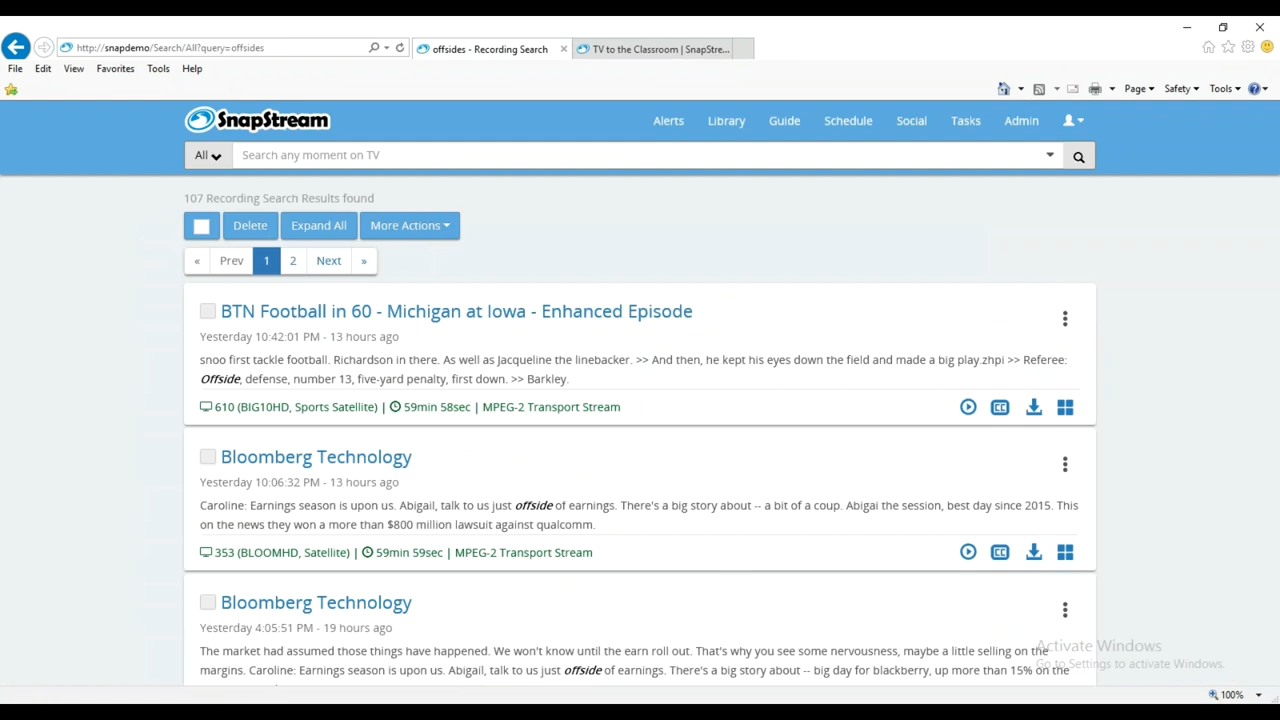 http://snapdemo/Search/All?query=offsides
offsides - Recording Search
TV to the Classroom | SnapStre...
File Edit View Favorites Tools Help
Page Safety Tools
SnapStream
Alerts Library Guide Schedule Social Tasks Admin
All Search any moment on TV
107 Recording Search Results found
Delete Expand All More Actions
« Prev 1 2 Next »
BTN Football in 60 - Michigan at Iowa - Enhanced Episode
Yesterday 10:42:01 PM - 13 hours ago
snoo first tackle football. Richardson in there. As well as Jacqueline the linebacker. >> And then, he kept his eyes down the field and made a big play.zhpi >> Referee:
Offside, defense, number 13, five-yard penalty, first down. >> Barkley.
610 (BIG10HD, Sports Satellite) | 59min 58sec | MPEG-2 Transport Stream
CC
Bloomberg Technology
Yesterday 10:06:32 PM - 13 hours ago
Caroline: Earnings season is upon us. Abigail, talk to us just offside of earnings. There's a big story about -- a bit of a coup. Abigai the session, best day since 2015. This
on the news they won a more than $800 million lawsuit against qualcomm.
353 (BLOOMHD, Satellite) | 59min 59sec | MPEG-2 Transport Stream
CC
Bloomberg Technology
Yesterday 4:05:51 PM - 19 hours ago
The market had assumed those things have happened. We won't know until the earn roll out. That's why you see some nervousness, maybe a little selling on the
margins. Caroline: Earnings season is upon us. Abigail, talk to us just offside of earnings. There's a big story about -- big day for blackberry, up more than 15% on the
Activate Windows
Go to Settings to activate Windows.
100%